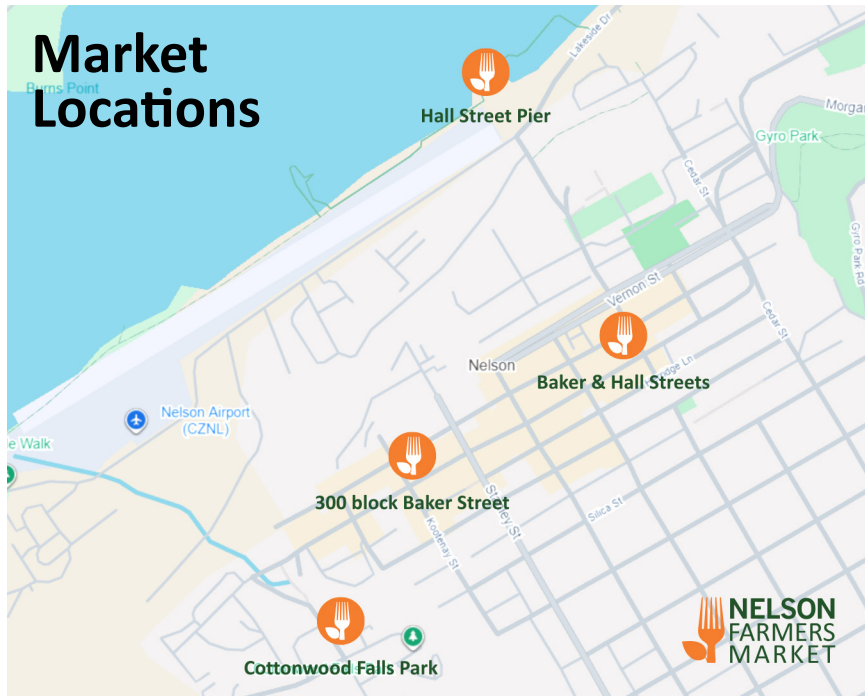 Market
Locations
Burns Point
Lakeside Dr
Hall Street Pier
Morgan
Gyro Park
Cedar St
Gyro Park Rd
Vernon St
Cedar St
Nelson
Baker & Hall Streets
dge Ln
Nelson Airport
(CZNL)
e Walk
300 block Baker Street
Stanley St
Silica St
Kootenay St
Cottonwood Falls Park
NELSON
FARMERS
MARKET